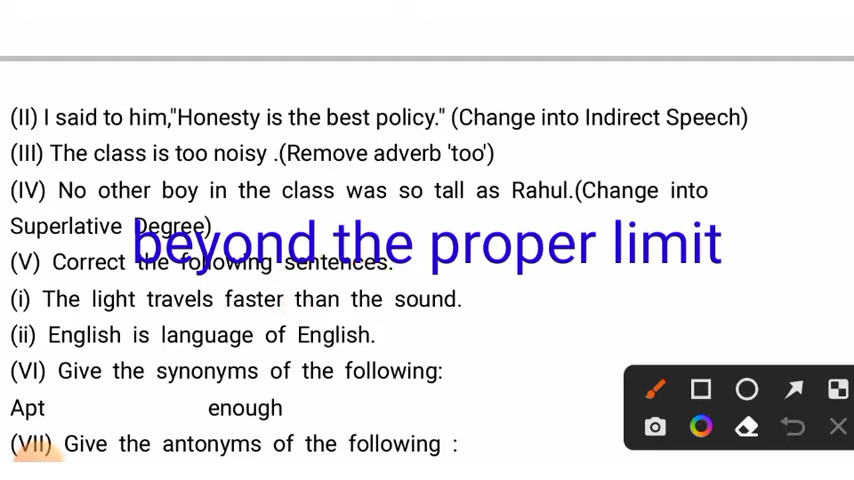 (II) I said to him,"Honesty is the best policy." (Change into Indirect Speech)
(III) The class is too noisy .(Remove adverb 'too')
(IV) No other boy in the class was so tall as Rahul.(Change into
Superlative Degree)
beyond the proper limit
(V) Correct the following sentences.
(i) The light travels faster than the sound.
(ii) English is language of English.
(VI) Give the synonyms of the following:
Apt enough
(VII) Give the antonyms of the following :